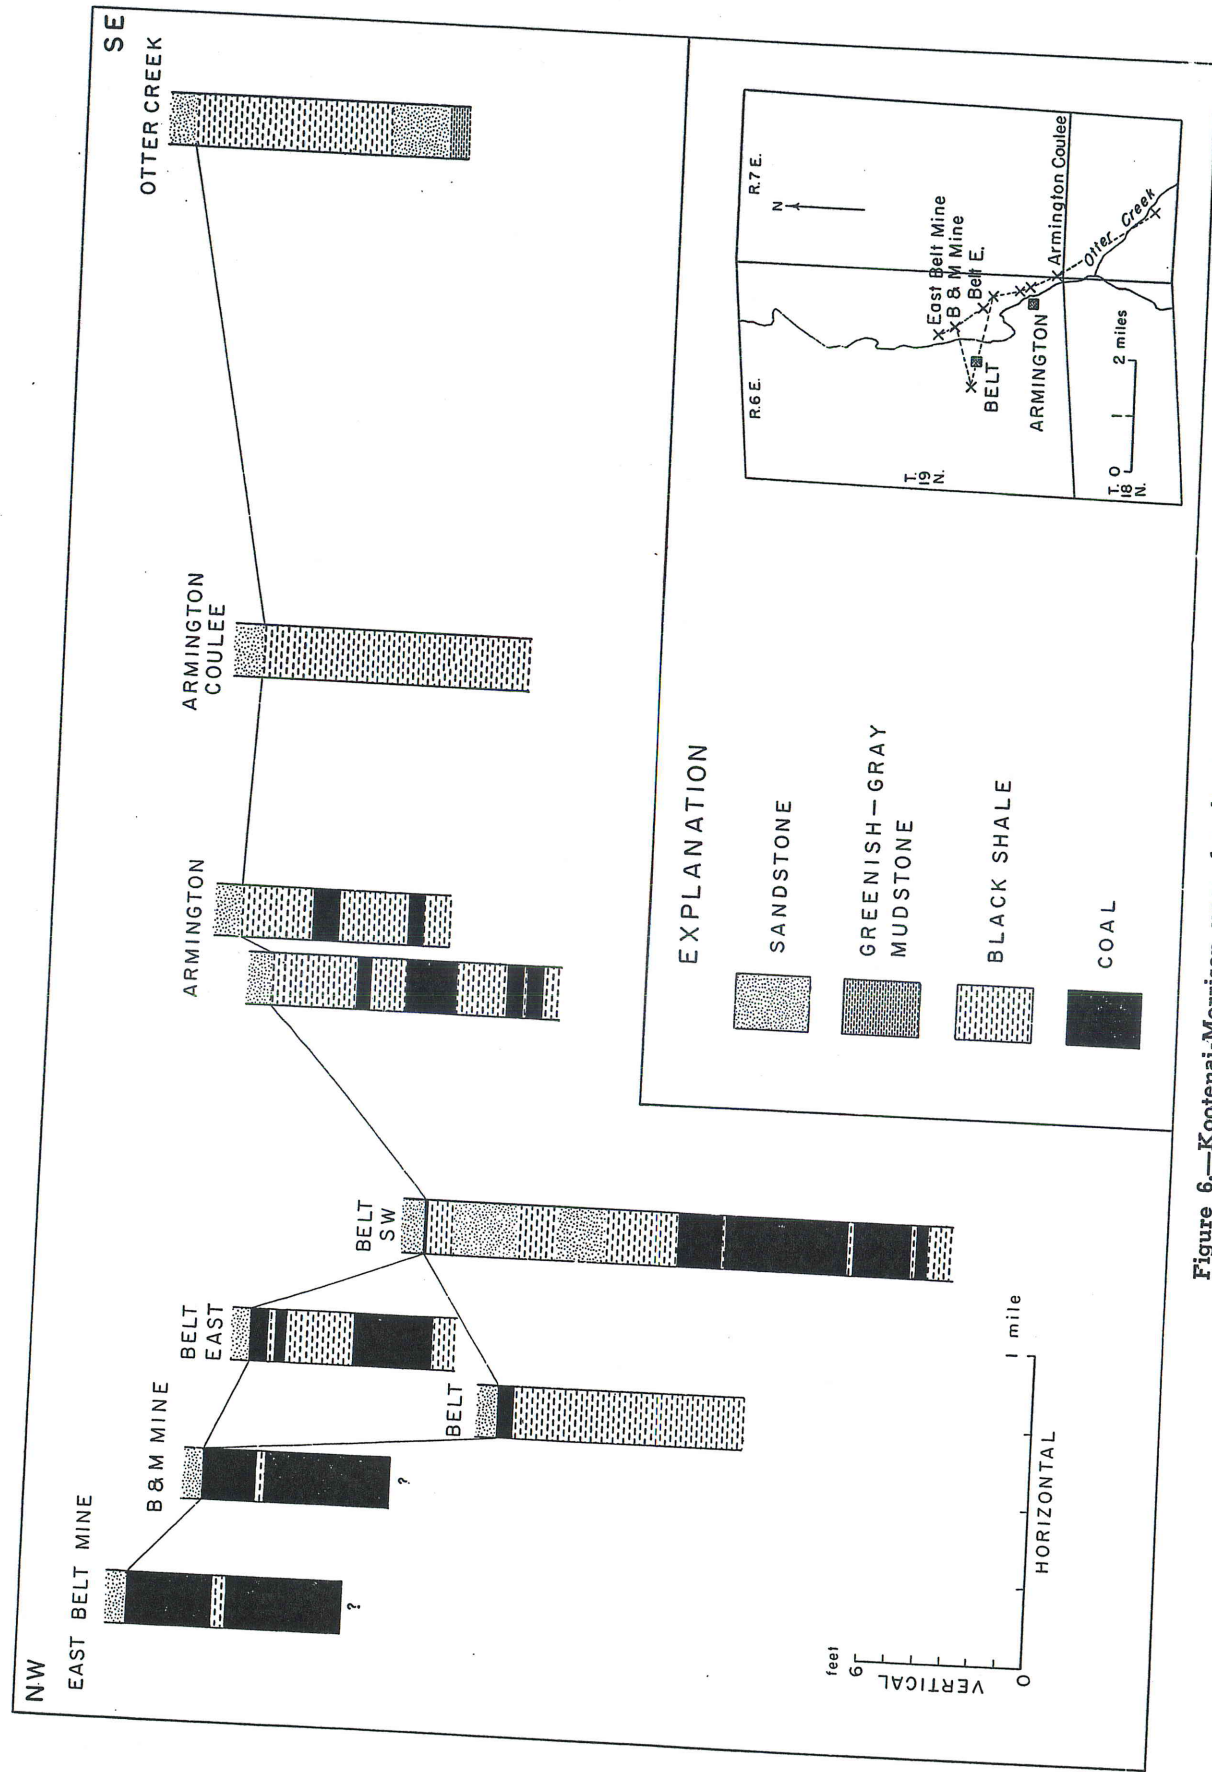 NW
SE
EAST BELT MINE
B & M MINE
BELT
EAST
BELT
BELT
SW
ARMINGTON
ARMINGTON
COULEE
OTTER CREEK
?
?
feet
6
VERTICAL
0
1 mile
HORIZONTAL
EXPLANATION
SANDSTONE
GREENISH-GRAY
MUDSTONE
BLACK SHALE
COAL
R.6 E.
R.7 E.
N
T.
19
N.
East Belt Mine
B & M Mine
Belt E.
BELT
ARMINGTON
Armington Coulee
Otter Creek
T.
18
N.
0
1
2 miles
Figure 6.—Kootenai-Morrison